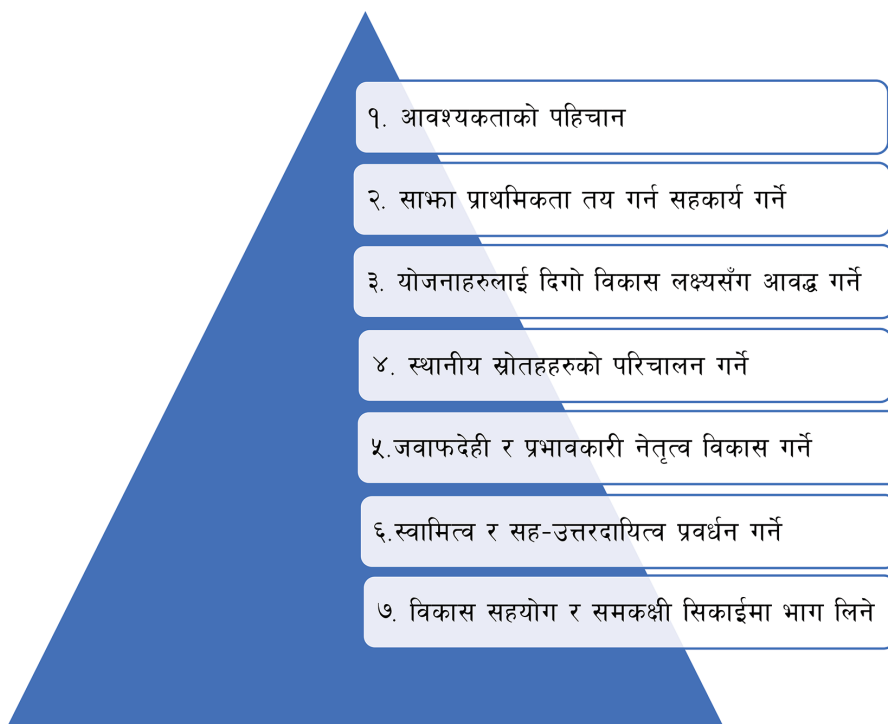 १. आवश्यकताको पहिचान
२. साझा प्राथमिकता तय गर्न सहकार्य गर्ने
३. योजनाहरुलाई दिगो विकास लक्ष्यसँग आवद्ध गर्ने
४. स्थानीय स्रोतहहरुको परिचालन गर्ने
५.जवाफदेही र प्रभावकारी नेतृत्व विकास गर्ने
६.स्वामित्व र सह-उत्तरदायित्व प्रवर्धन गर्ने
७. विकास सहयोग र समकक्षी सिकाईमा भाग लिने